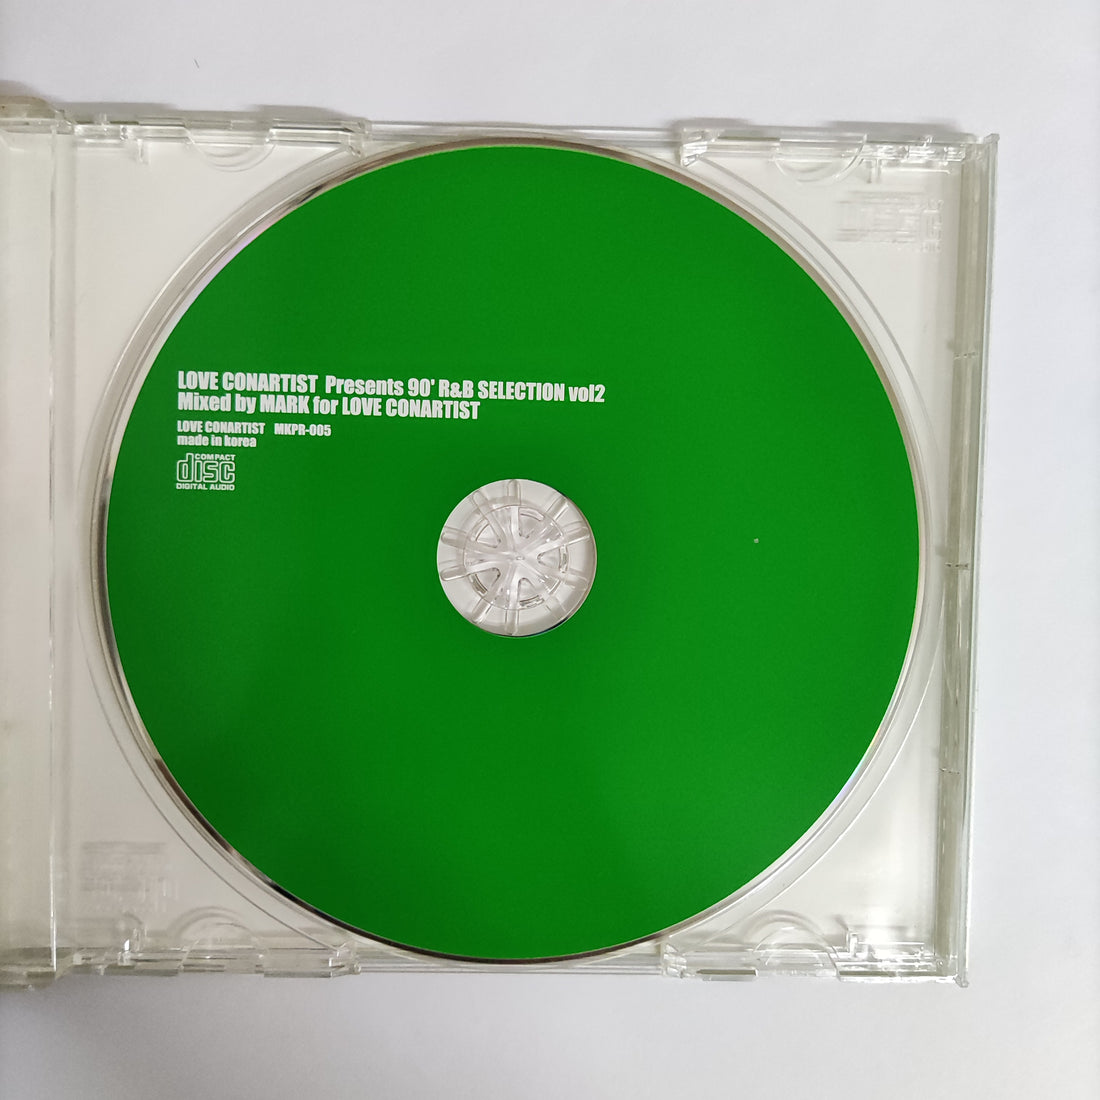 LOVE CONARTIST Presents 90' R&B SELECTION vol2
Mixed by MARK for LOVE CONARTIST
LOVE CONARTIST MKPR-005
made in korea
COMPACT
disc
DIGITAL AUDIO